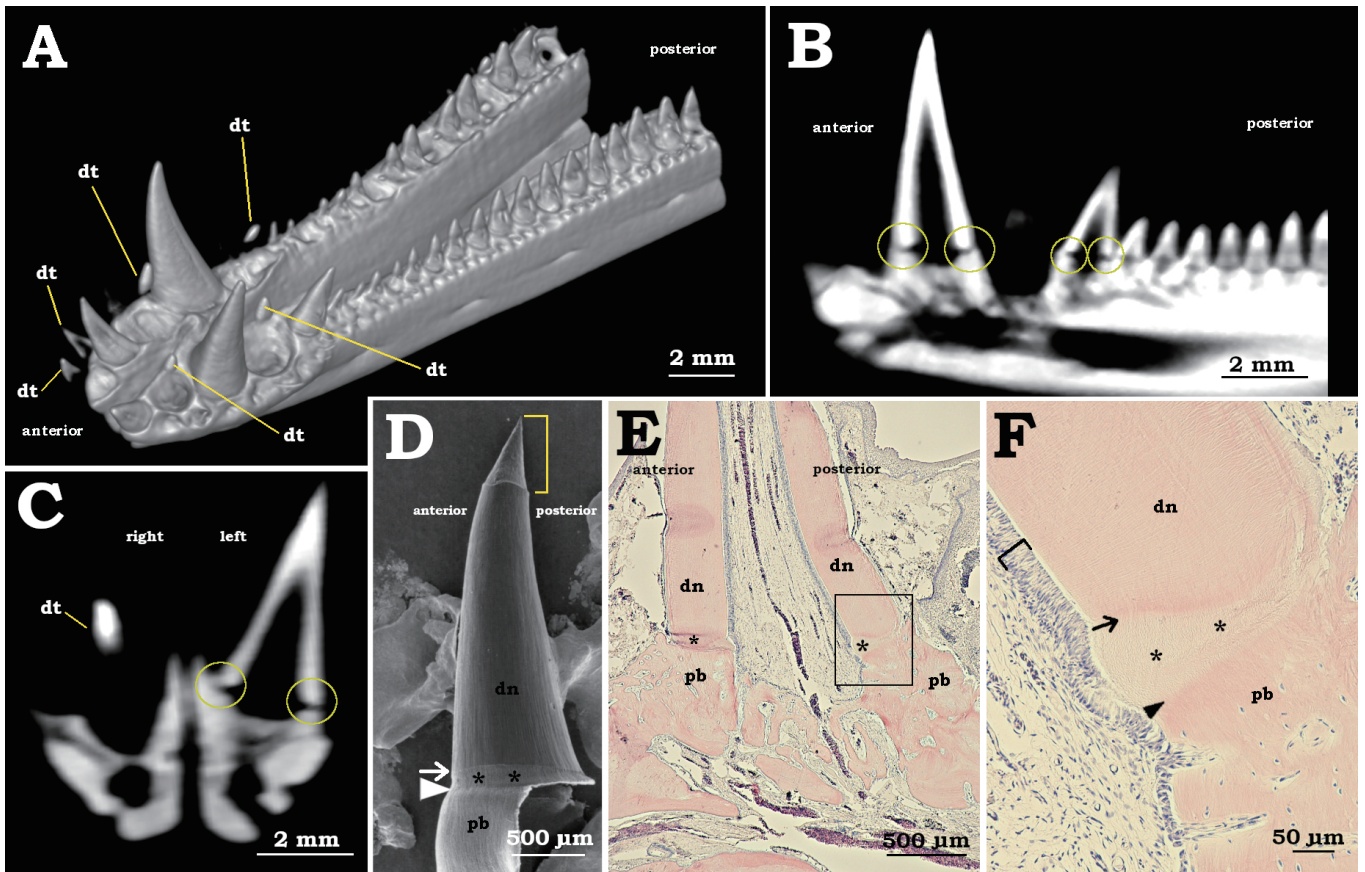 A
posterior
dt
dt
dt
dt
dt
dt
anterior
2 mm
B
anterior
posterior
2 mm
C
right left
dt
2 mm
D
anterior posterior
dn
* *
pb
500 µm
E
anterior posterior
dn dn
* *
pb pb
500 µm
F
dn
*
*
pb
50 µm